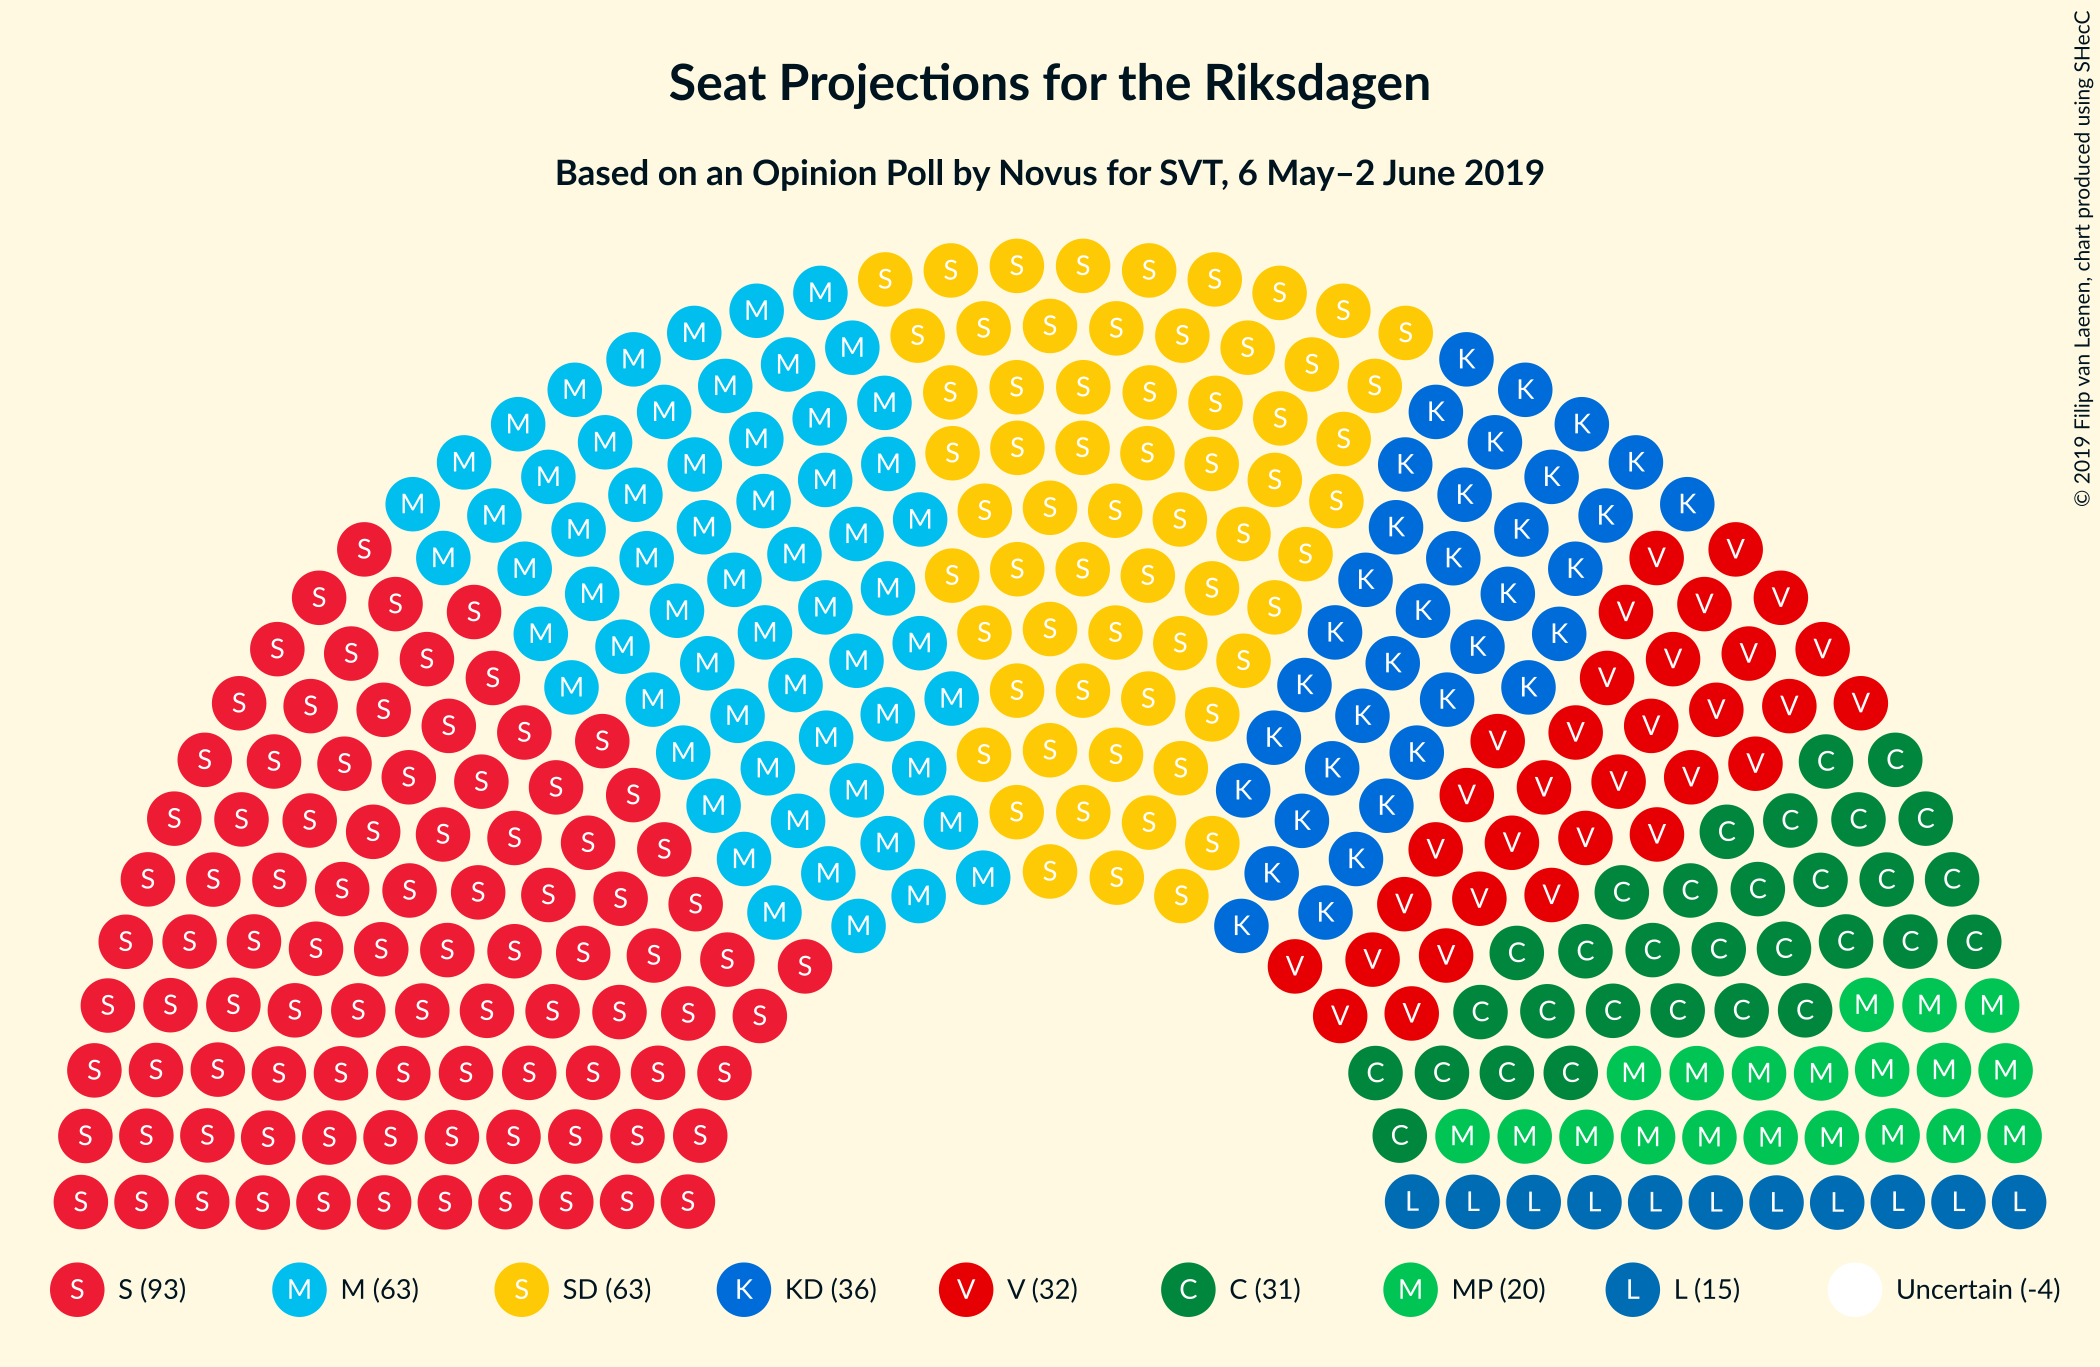 Seat Projections for the Riksdagen
Based on an Opinion Poll by Novus for SVT, 6 May–2 June 2019
© 2019 Filip van Laenen, chart produced using SHecC
S S (93) M M (63) S SD (63) K KD (36) V V (32) C C (31) M MP (20) L L (15) Uncertain (-4)